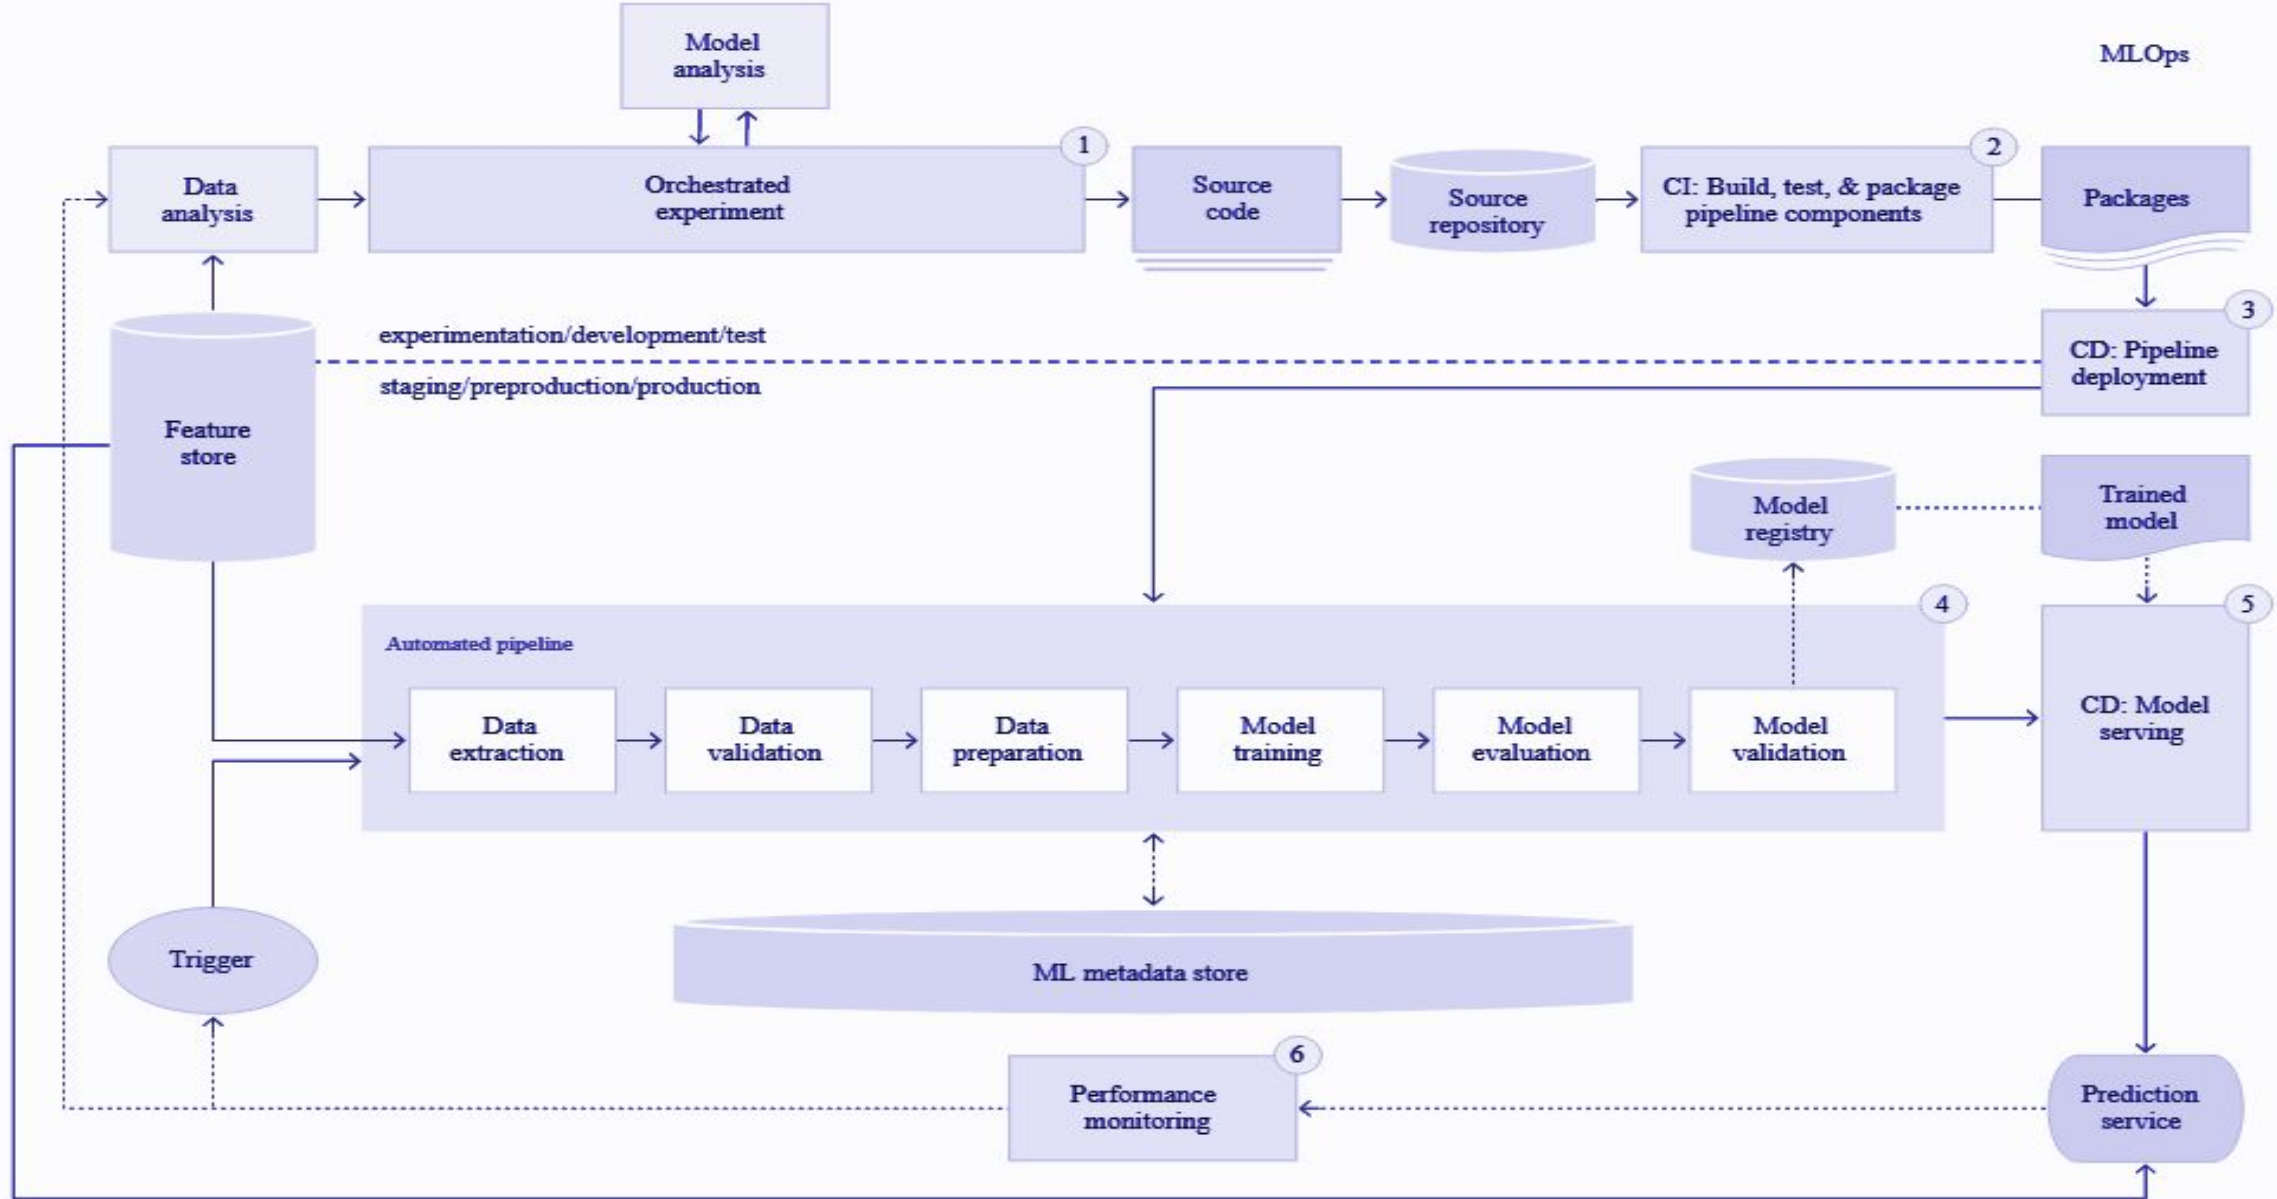 MLOps
Model
analysis
1
2
Data
analysis
Orchestrated
experiment
Source
code
Source
repository
CI: Build, test, & package
pipeline components
Packages
3
experimentation/development/test
staging/preproduction/production
CD: Pipeline
deployment
Feature
store
Model
registry
Trained
model
4
5
Automated pipeline
Data
extraction
Data
validation
Data
preparation
Model
training
Model
evaluation
Model
validation
CD: Model
serving
Trigger
ML metadata store
6
Performance
monitoring
Prediction
service